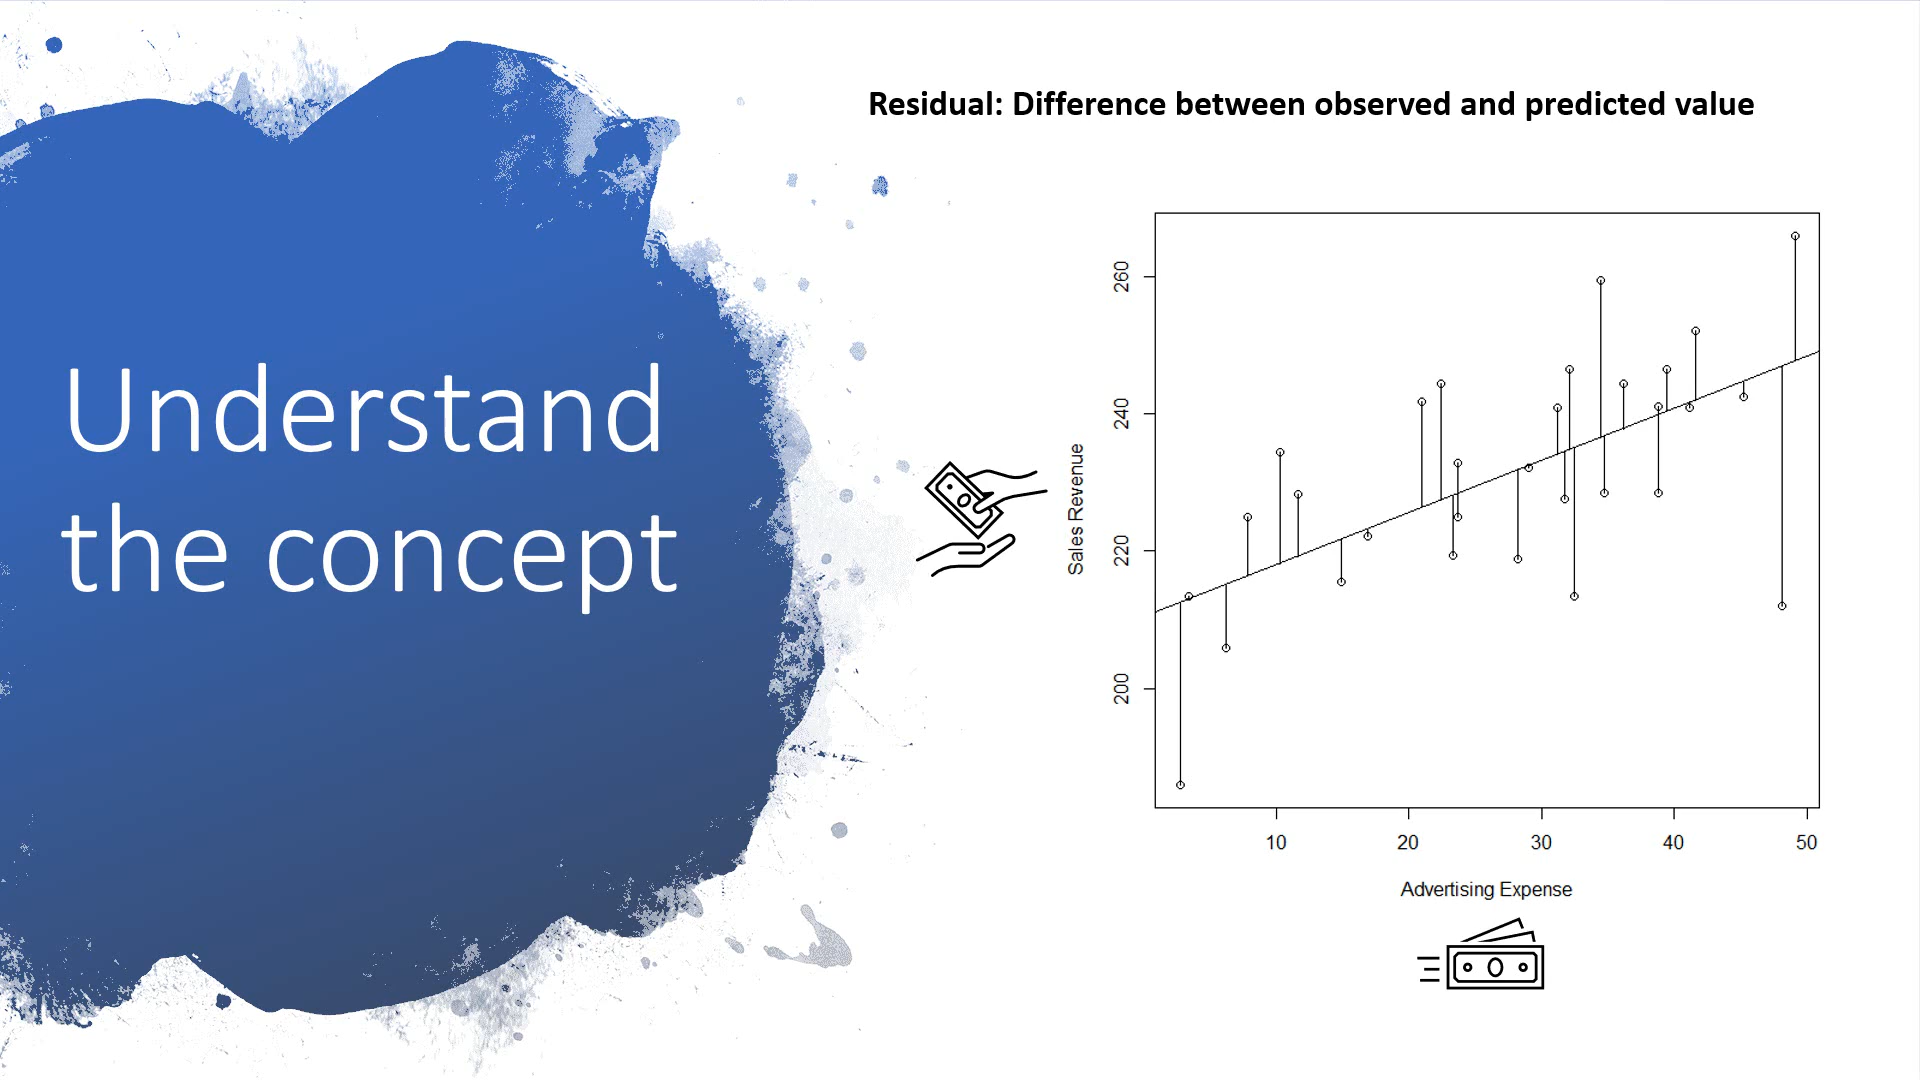 Understand
the concept
Residual: Difference between observed and predicted value
Sales Revenue
260
240
220
200
10 20 30 40 50
Advertising Expense